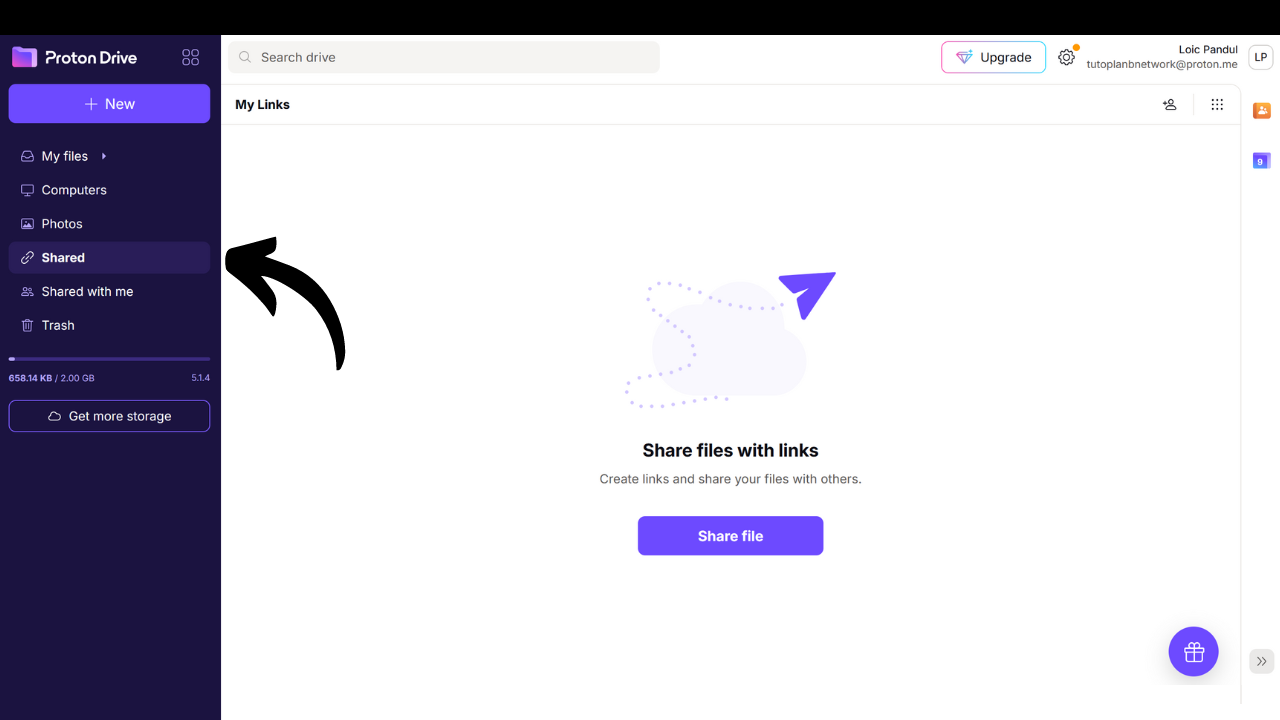 Proton Drive
New
My files
Computers
Photos
Shared
Shared with me
Trash
658.14 KB / 2.00 GB
5.1.4
Get more storage
Search drive
Upgrade
Loic Pandul
tutoplanbnetwork@proton.me
LP
My Links
9
Share files with links
Create links and share your files with others.
Share file